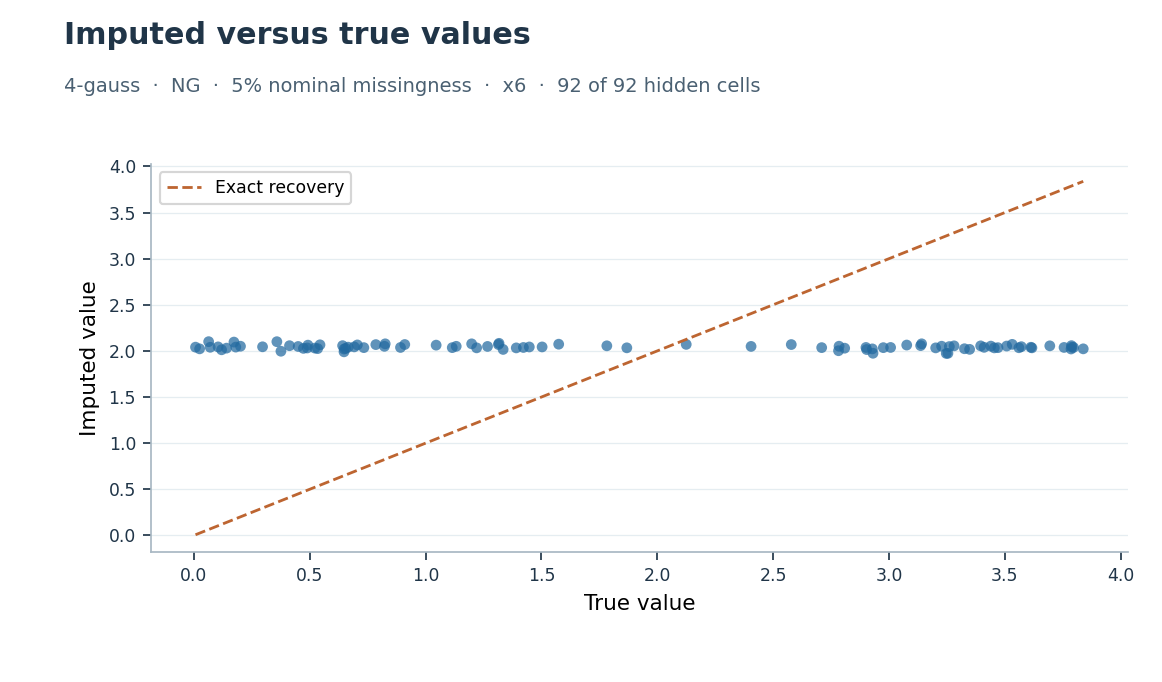 Imputed versus true values
4-gauss · NG · 5% nominal missingness · x6 · 92 of 92 hidden cells
4.0
Exact recovery
3.5
3.0
2.5
2.0
1.5
1.0
0.5
0.0
Imputed value
0.0 0.5 1.0 1.5 2.0 2.5 3.0 3.5 4.0
True value